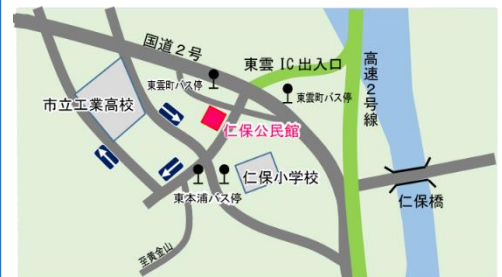 国道２号
東雲 IC 出入口
高速２号線
東雲町バス停
東雲町バス停
市立工業高校
仁保公民館
仁保小学校
仁保橋
東本浦バス停
至黄金山